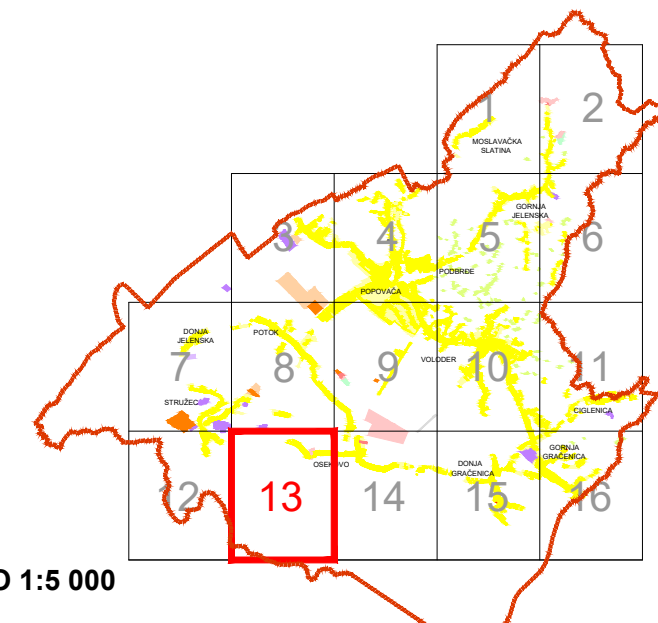 1
2
MOSLAVAČKA
SLATINA
3
4
5
GORNJA
JELENSKA
6
PODBRĐE
POPOVAČA
DONJA
JELENSKA
POTOK
7
8
9
VOLODER
10
11
STRUŽEC
CIGLENICA
12
13
OSEKOVO
14
DONJA
GRAČENICA
15
GORNJA
GRAČENICA
16
O 1:5 000